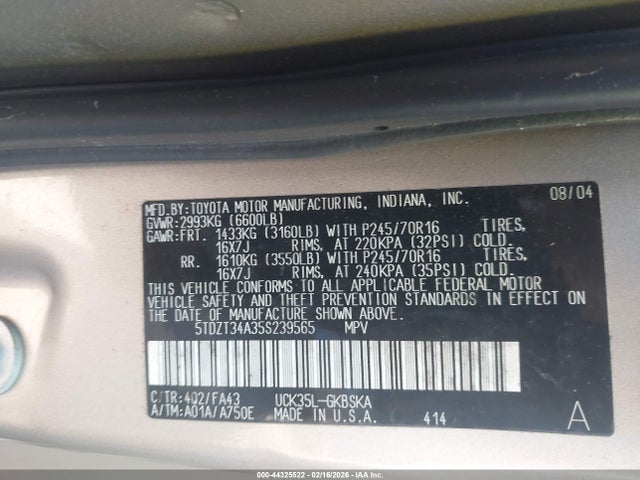 MFD.BY:TOYOTA MOTOR MANUFACTURING, INDIANA, INC. 08/04
GVWR:2993KG (6600LB)
GAWR:FRT. 1433KG (3160LB) WITH P245/70R16 TIRES,
16X7J RIMS, AT 220KPA (32PSI) COLD.
RR. 1610KG (3550LB) WITH P245/70R16 TIRES,
16X7J RIMS, AT 240KPA (35PSI) COLD.
THIS VEHICLE CONFORMS TO ALL APPLICABLE FEDERAL MOTOR
VEHICLE SAFETY AND THEFT PREVENTION STANDARDS IN EFFECT ON
THE DATE OF MANUFACTURE SHOWN ABOVE.
5TDZT34A35S239565 MPV
C/TR:4Q2/FA43 UCK35L-GKBSKA
A/TM:A01A/A750E MADE IN U.S.A. 414 A
000-44325522 - 02/16/2026 - IAAI.CA